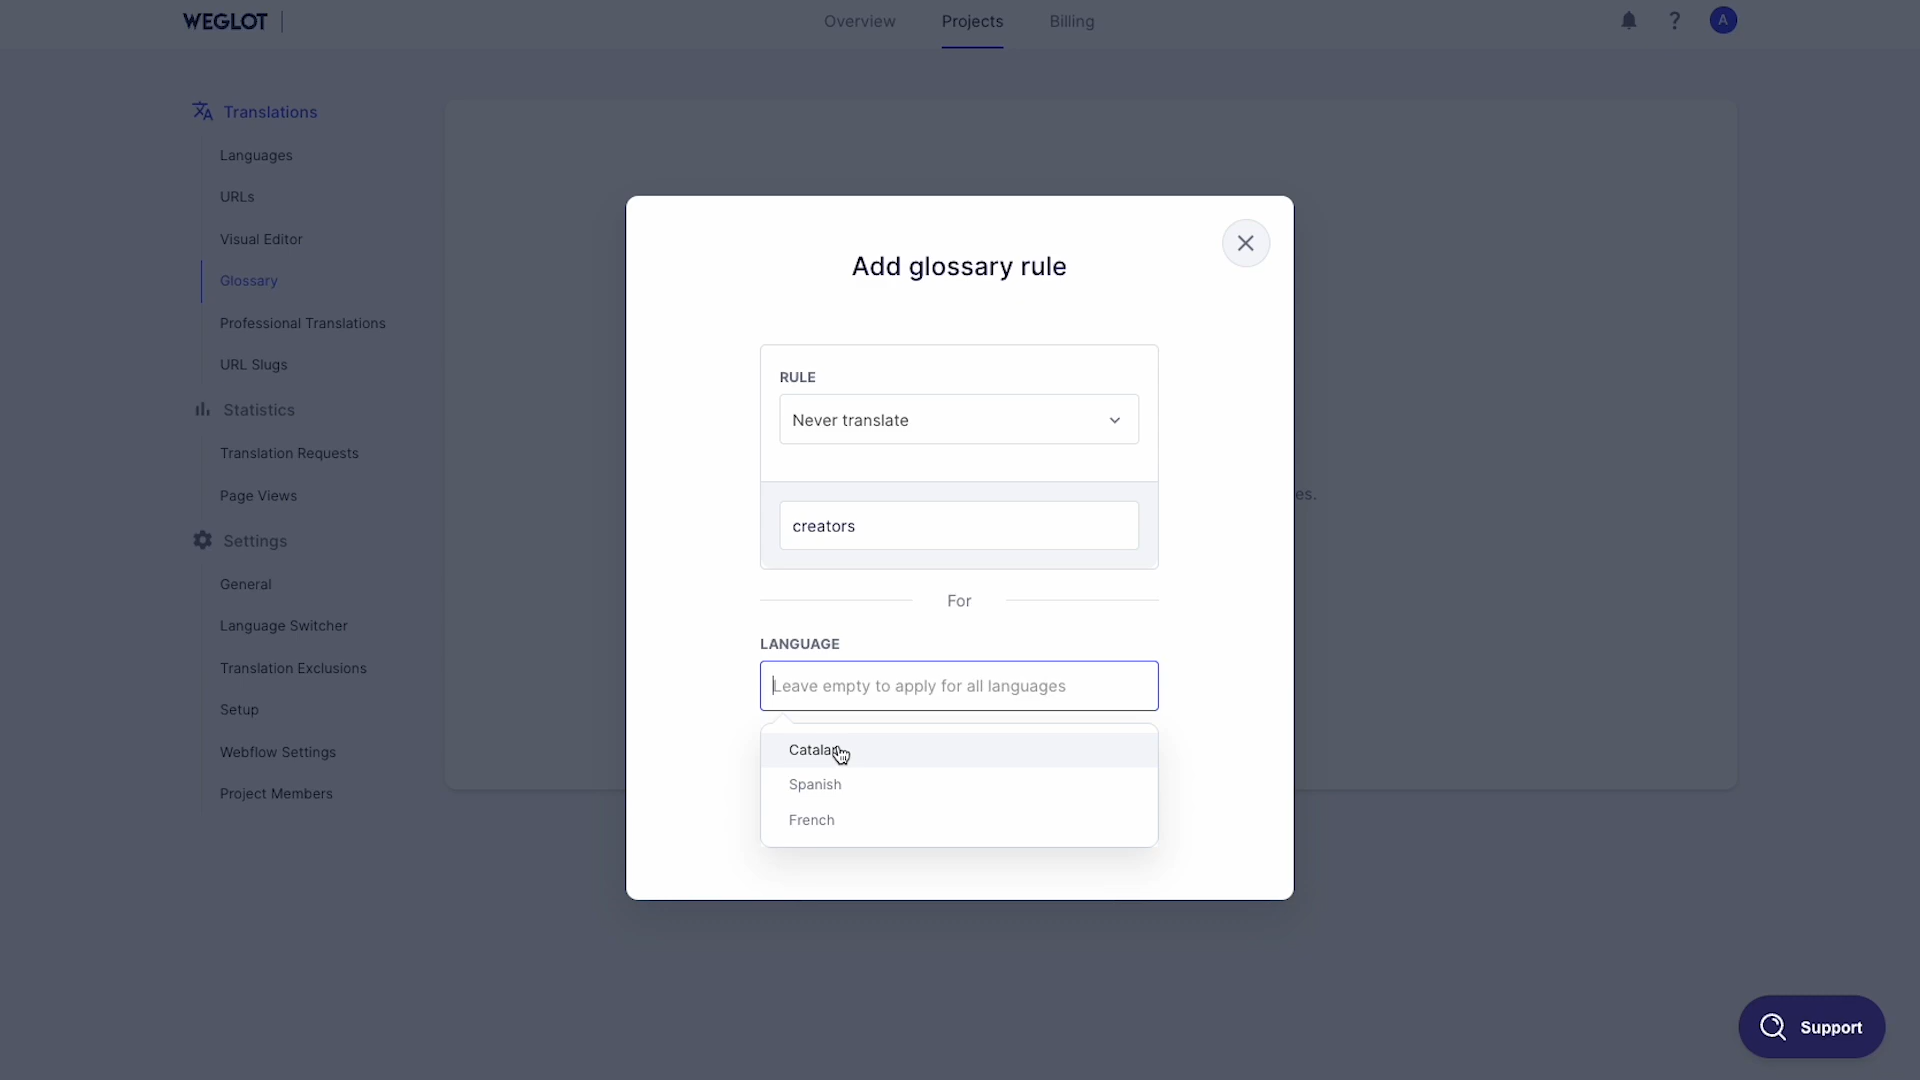 WEGLOT
Overview
Projects
Billing
A
Translations
Languages
URLs
Visual Editor
Glossary
Professional Translations
URL Slugs
Statistics
Translation Requests
Page Views
Settings
General
Language Switcher
Translation Exclusions
Setup
Webflow Settings
Project Members
Add glossary rule
RULE
Never translate
es.
creators
For
LANGUAGE
Leave empty to apply for all languages
Catalan
Spanish
French
Support